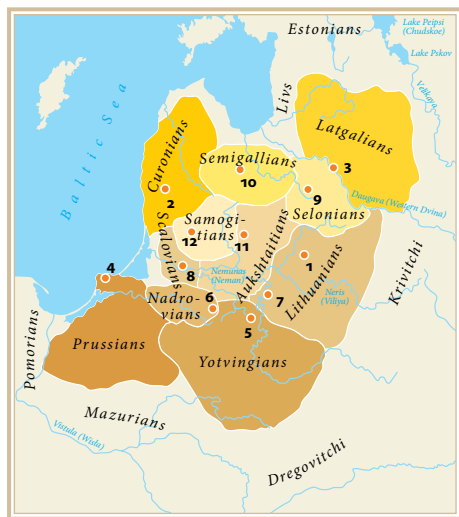 Estonians
Lake Peipsi
(Chudskoe)
Lake Pskov
Velikaya
Baltic Sea
Livs
Latgalians
Curonians
Semigallians
3
10
9
2
Daugava (Western Dvina)
Selonians
Samogi-
tians
12
11
Scalovians
Aukshtaitians
Lithuanians
1
Krivitchi
4
8
Nemunas
(Neman)
Neris
(Viliya)
Nadro-
vians
6
7
5
Pomorians
Prussians
Yotvingians
Mazurians
Vistula (Wisła)
Dregovitchi